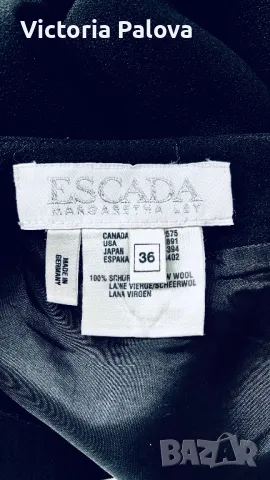 Victoria Palova
ESCADA
MARGARETHA LEY
MADE IN
GERMANY
CANADA 575
USA 891
JAPAN 394
ESPANA 402
36
100% WOOL
LAINE VIERGE/SCHEERWOL
LANA VIRGEN
BAZAR